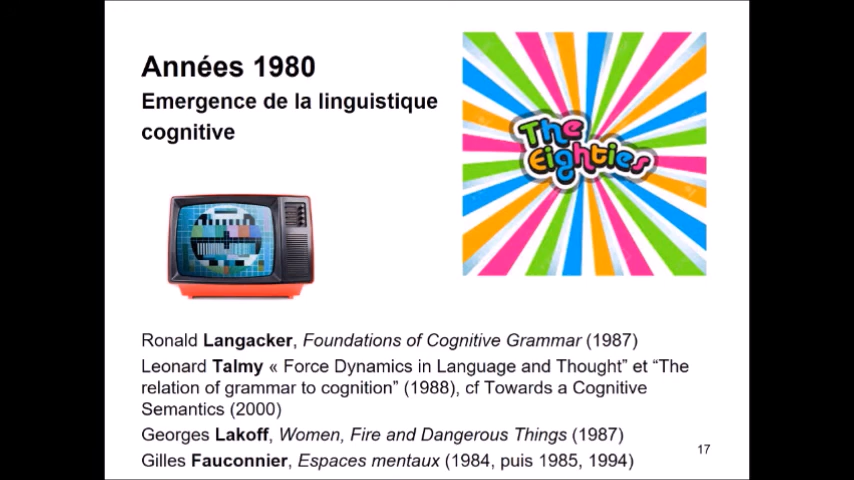 Années 1980
Emergence de la linguistique
cognitive
The
Eighties
Ronald Langacker, Foundations of Cognitive Grammar (1987)
Leonard Talmy « Force Dynamics in Language and Thought” et “The
relation of grammar to cognition” (1988), cf Towards a Cognitive
Semantics (2000)
Georges Lakoff, Women, Fire and Dangerous Things (1987)
Gilles Fauconnier, Espaces mentaux (1984, puis 1985, 1994)
17